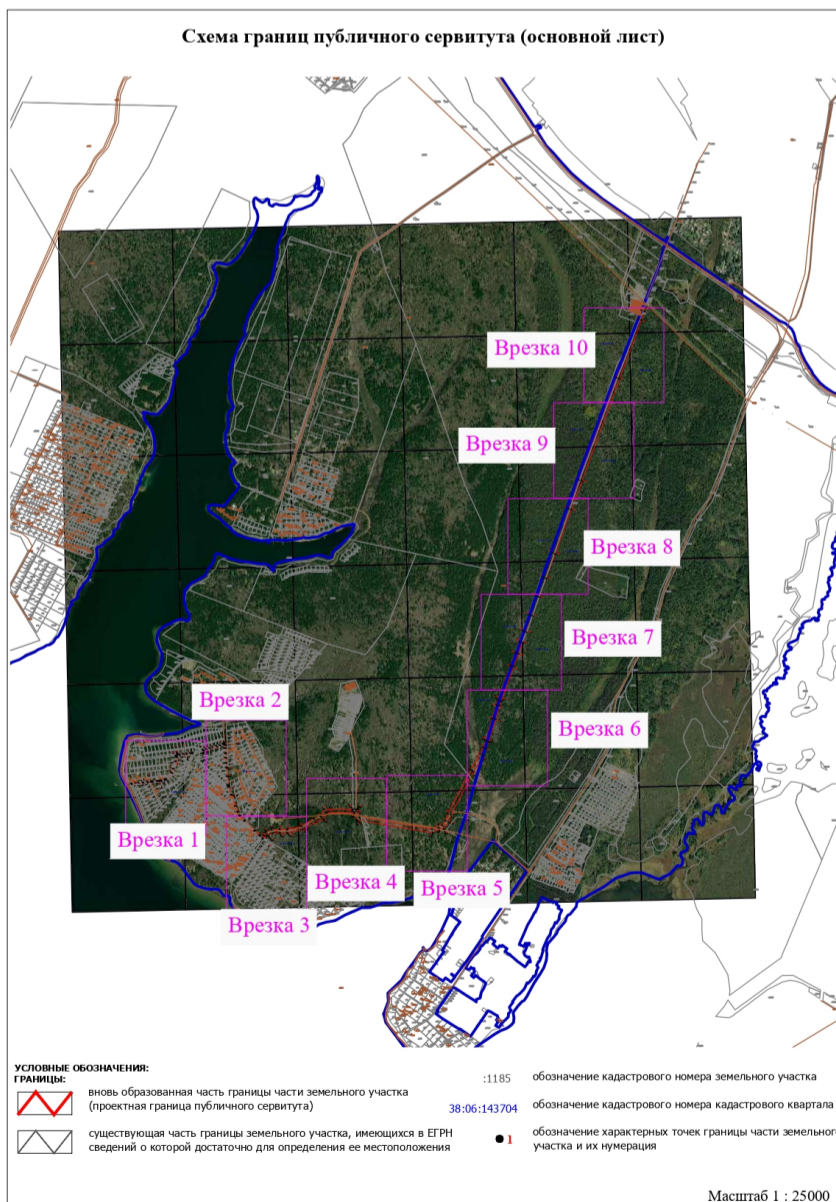 Схема границ публичного сервитута (основной лист)
Врезка 10
Врезка 9
Врезка 8
Врезка 7
Врезка 2
Врезка 6
Врезка 1
Врезка 4
Врезка 5
Врезка 3
УСЛОВНЫЕ ОБОЗНАЧЕНИЯ:
ГРАНИЦЫ:
вновь образованная часть границы части земельного участка
(проектная граница публичного сервитута)
существующая часть границы земельного участка, имеющихся в ЕГРН
сведений о которой достаточно для определения ее местоположения
:1185 обозначение кадастрового номера земельного участка
38:06:143704 обозначение кадастрового номера кадастрового квартала
1 обозначение характерных точек границы части земельного
участка и их нумерация
Масштаб 1 : 25000